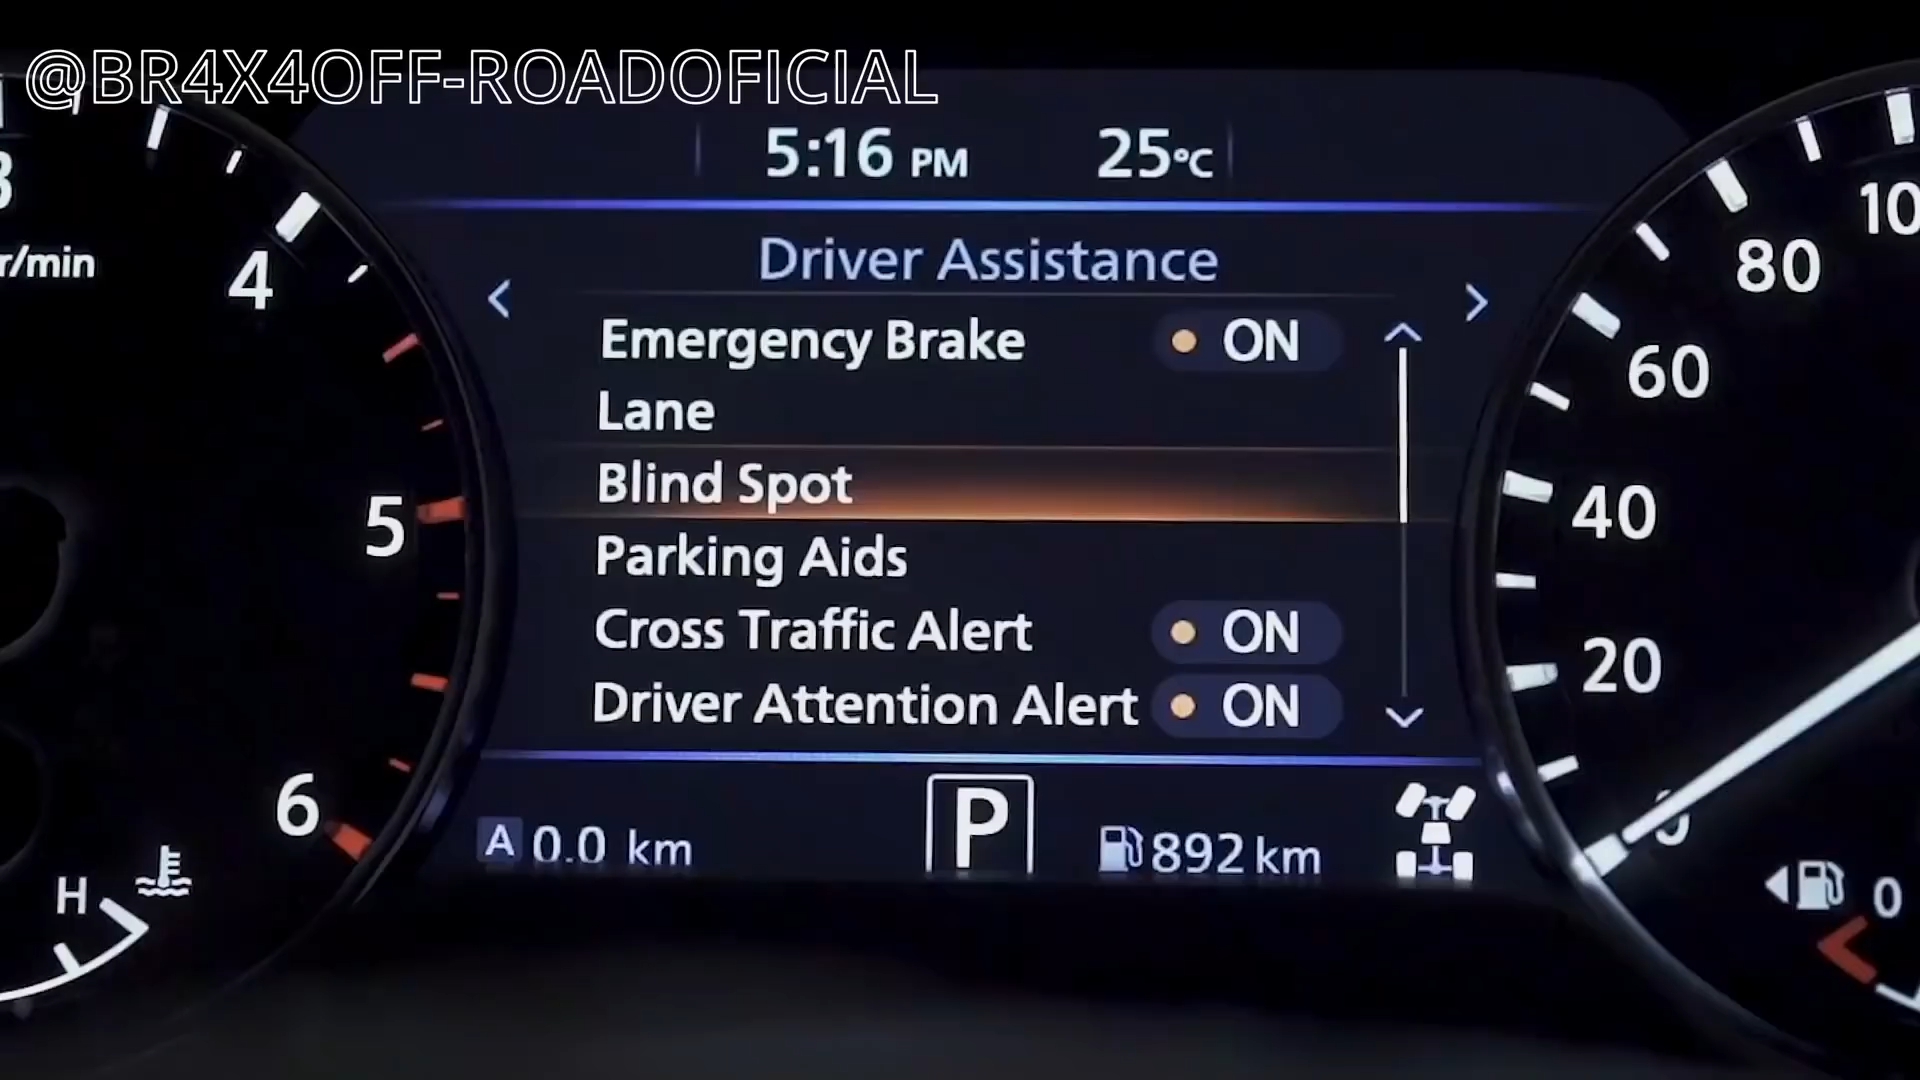 @BR4X4OFF-ROADOFICIAL
5:16 PM 25°C
Driver Assistance
Emergency Brake ON
Lane
Blind Spot
Parking Aids
Cross Traffic Alert ON
Driver Attention Alert ON
A 0.0 km P 892 km
r/min
4
5
6
H
80
60
40
20
0
0